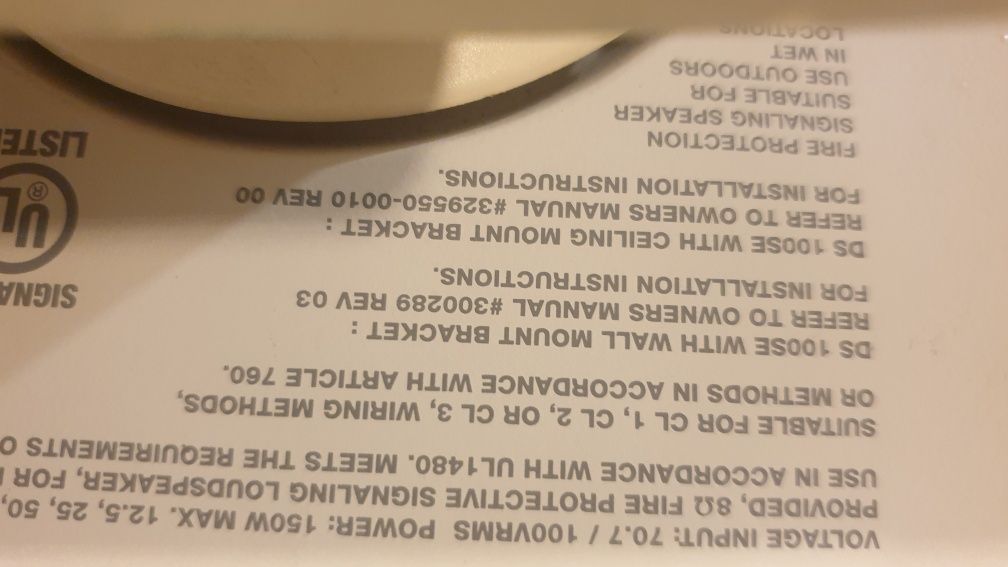 VOLTAGE INPUT: 70.7 / 100VRMS POWER: 150W MAX. 12.5, 25, 50,
PROVIDED, 8Ω FIRE PROTECTIVE SIGNALING LOUDSPEAKER, FOR
USE IN ACCORDANCE WITH UL1480. MEETS THE REQUIREMENTS O
SUITABLE FOR CL 1, CL 2, OR CL 3, WIRING METHODS,
OR METHODS IN ACCORDANCE WITH ARTICLE 760.
DS 100SE WITH WALL MOUNT BRACKET :
REFER TO OWNERS MANUAL #300289 REV 03
FOR INSTALLATION INSTRUCTIONS.
DS 100SE WITH CEILING MOUNT BRACKET :
REFER TO OWNERS MANUAL #329550-0010 REV 00
FOR INSTALLATION INSTRUCTIONS.
FIRE PROTECTION
SIGNALING SPEAKER
SUITABLE FOR
USE OUTDOORS
IN WET
LOCATIONS
SIGNA
UL ®
LISTE